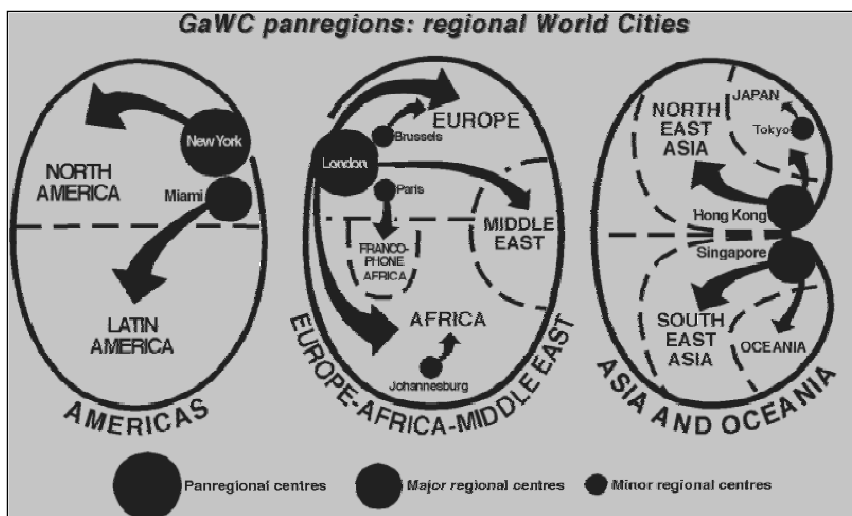 GaWC panregions: regional World Cities
New York
NORTH
AMERICA
Miami
LATIN
AMERICA
AMERICAS
EUROPE
Brussels
London
Paris
MIDDLE
EAST
FRANCO-
PHONE
AFRICA
AFRICA
Johannesburg
EUROPE-AFRICA-MIDDLE EAST
JAPAN
NORTH
EAST
ASIA
Tokyo
Hong Kong
Singapore
SOUTH
EAST
ASIA
OCEANIA
ASIA AND OCEANIA
Panregional centres
Major regional centres
Minor regional centres